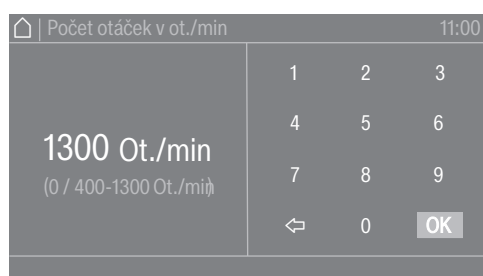 Počet otáček v ot./min 11:00
1 2 3
4 5 6
1300 Ot./min
(0 / 400-1300 Ot./min)
7 8 9
0 OK